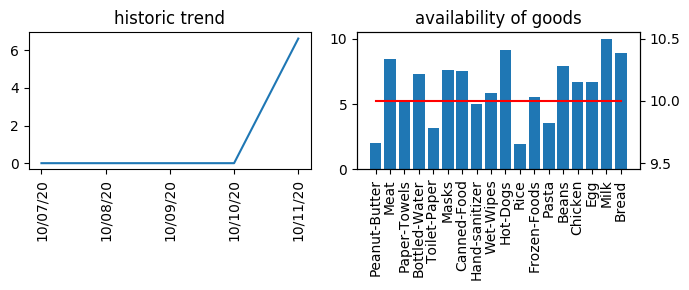 historic trend
6
4
2
0
10/07/20
10/08/20
10/09/20
10/10/20
10/11/20
availability of goods
10
5
0
10.5
10.0
9.5
Peanut-Butter
Meat
Paper-Towels
Bottled-Water
Toilet-Paper
Masks
Canned-Food
Hand-sanitizer
Wet-Wipes
Hot-Dogs
Rice
Frozen-Foods
Pasta
Beans
Chicken
Egg
Milk
Bread